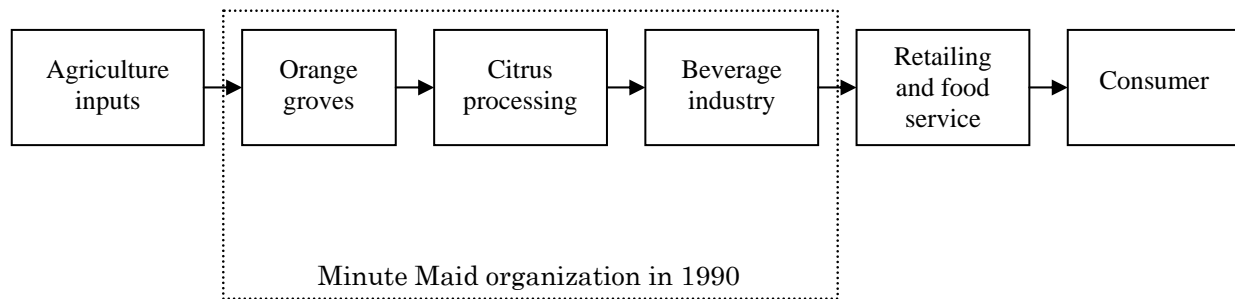 Agriculture
inputs
Orange
groves
Citrus
processing
Beverage
industry
Retailing
and food
service
Consumer
Minute Maid organization in 1990